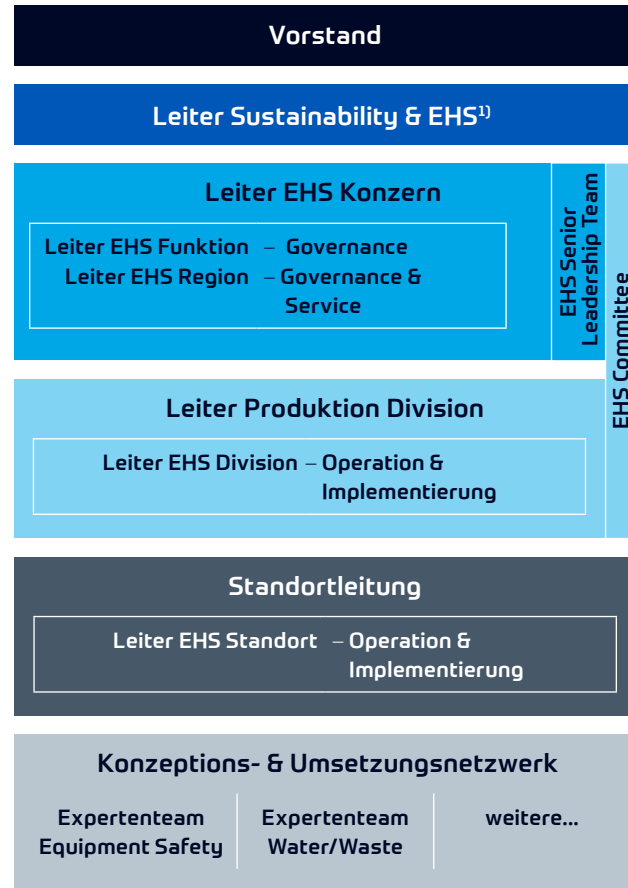 Vorstand
Leiter Sustainability & EHS¹⁾
Leiter EHS Konzern
Leiter EHS Funktion – Governance
Leiter EHS Region – Governance &
Service
EHS Senior
Leadership Team
EHS Committee
Leiter Produktion Division
Leiter EHS Division – Operation &
Implementierung
Standortleitung
Leiter EHS Standort – Operation &
Implementierung
Konzeptions- & Umsetzungsnetzwerk
Expertenteam
Equipment Safety
Expertenteam
Water/Waste
weitere...